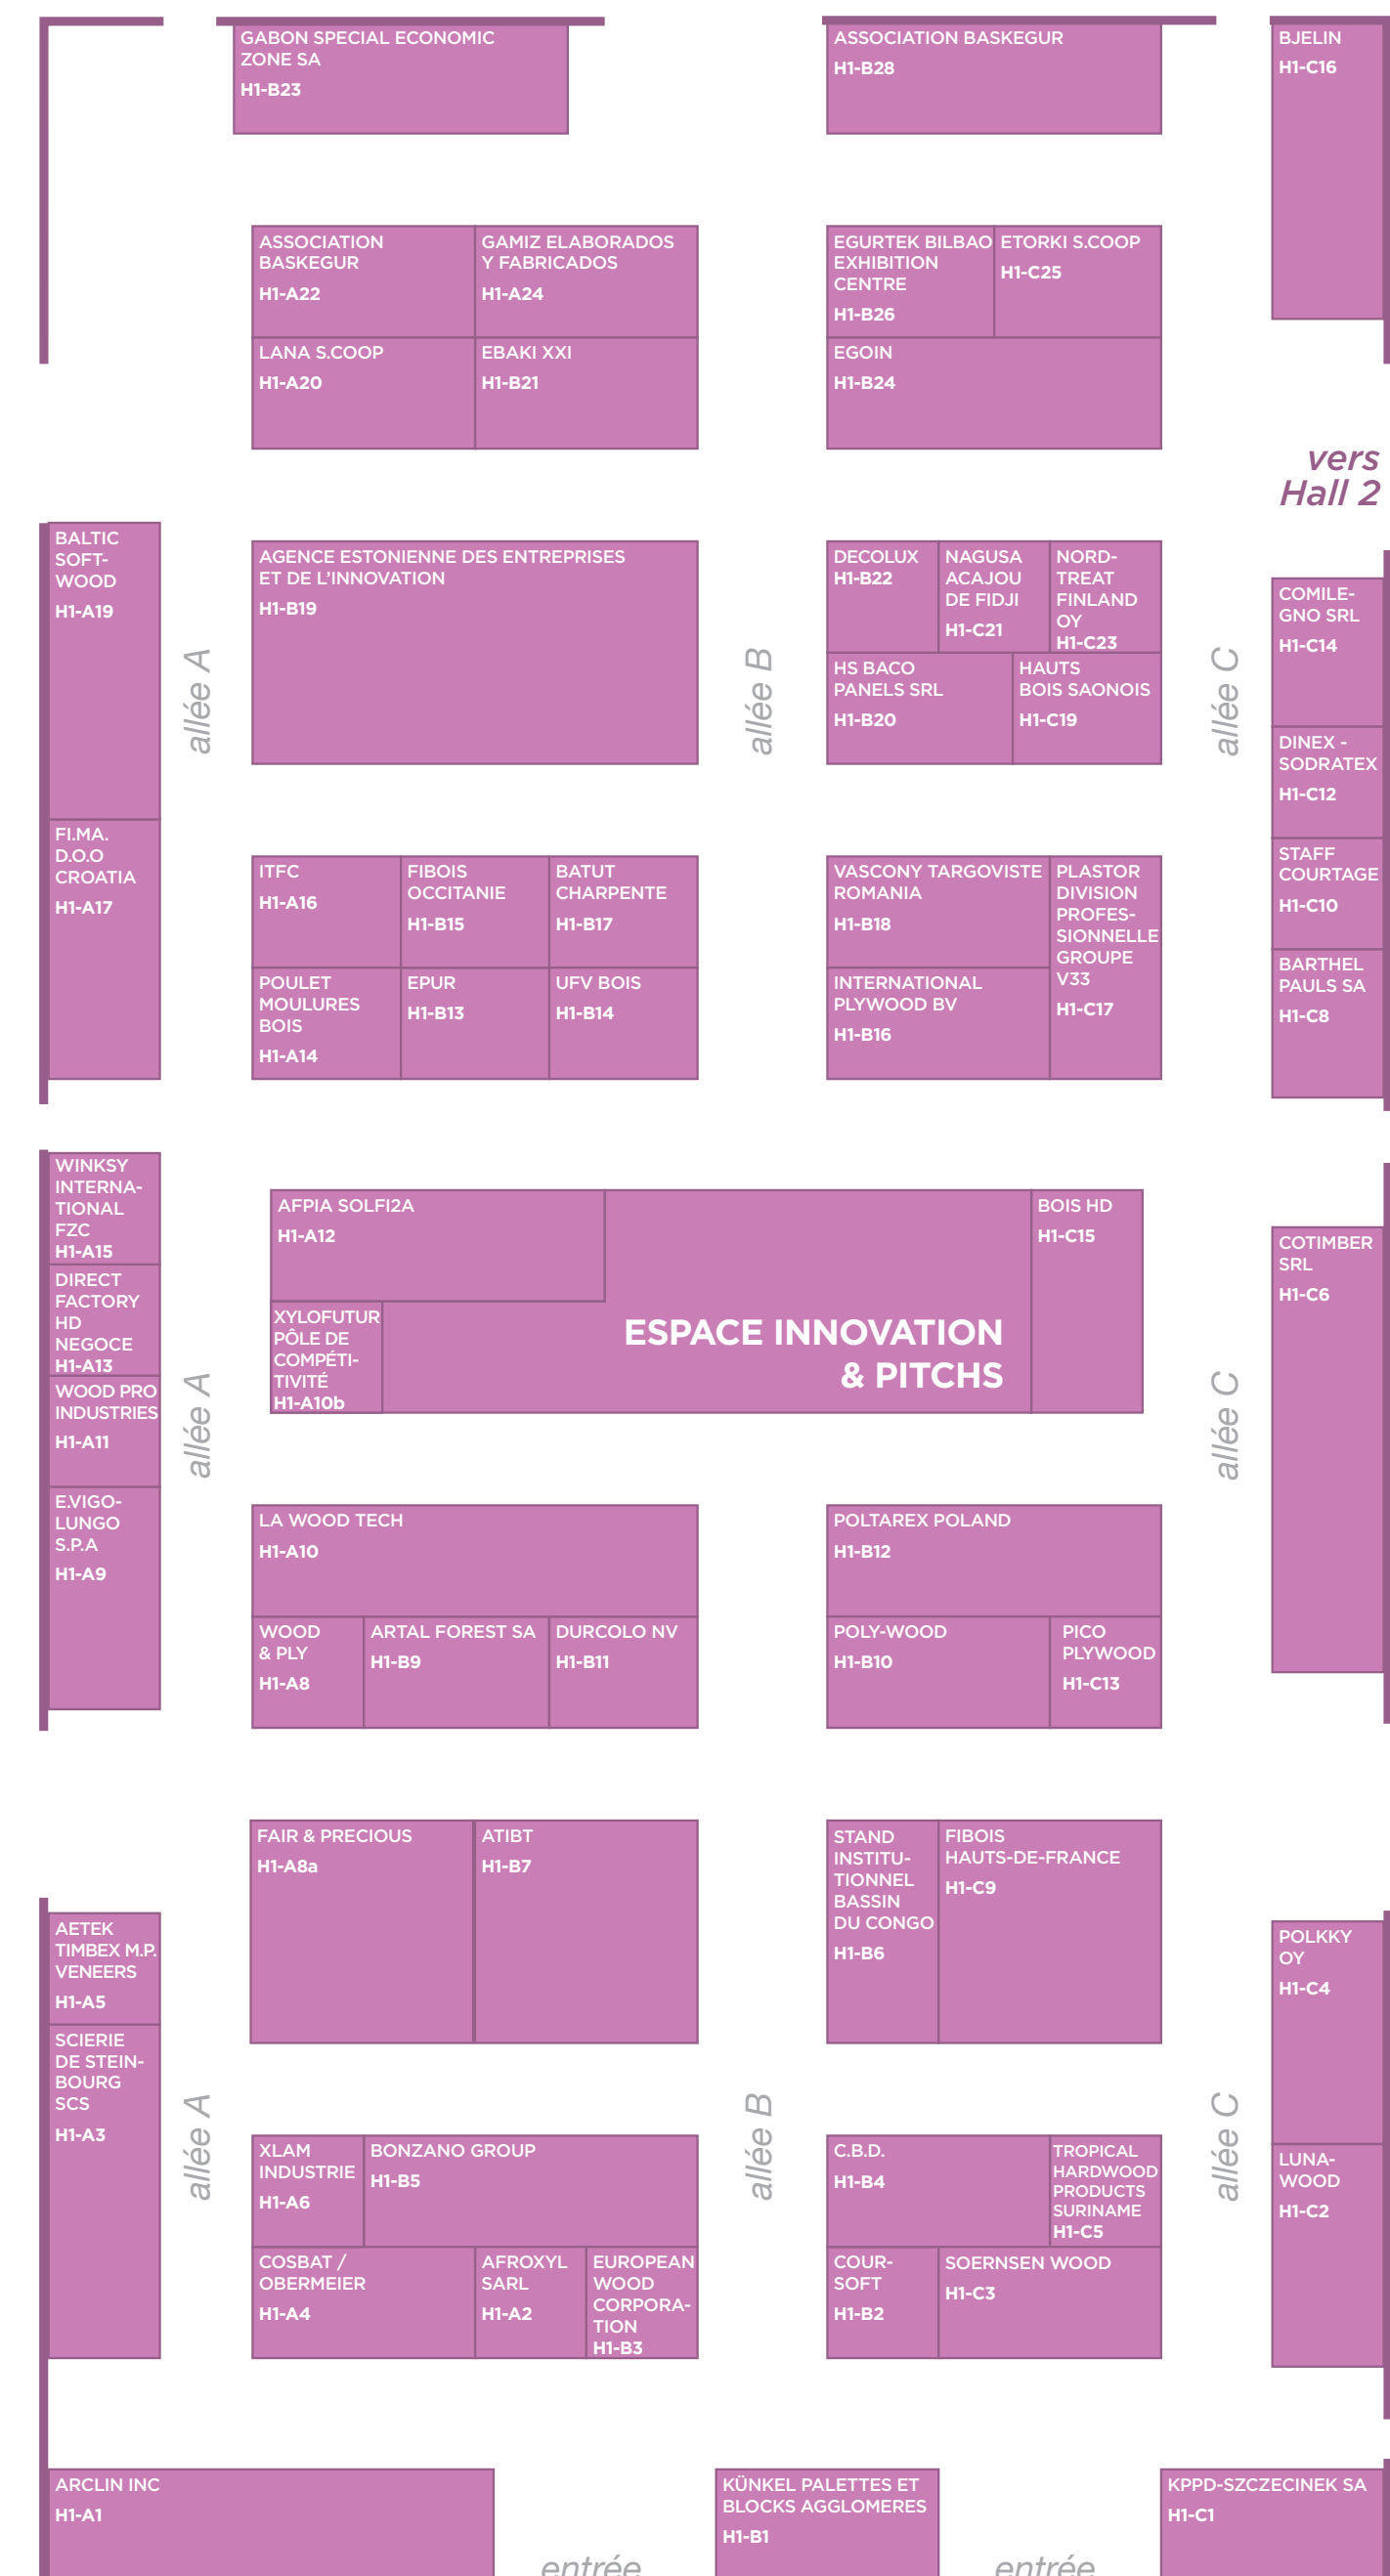 GABON SPECIAL ECONOMIC
ZONE SA
H1-B23
ASSOCIATION BASKEGUR
H1-B28
BJELIN
H1-C16
ASSOCIATION
BASKEGUR
H1-A22
GAMIZ ELABORADOS
Y FABRICADOS
H1-A24
EGURTEK BILBAO
EXHIBITION
CENTRE
H1-B26
ETORKI S.COOP
H1-C25
LANA S.COOP
H1-A20
EBAKI XXI
H1-B21
EGOIN
H1-B24
vers
Hall 2
BALTIC
SOFT-
WOOD
H1-A19
AGENCE ESTONIENNE DES ENTREPRISES
ET DE L'INNOVATION
H1-B19
DECOLUX
H1-B22
NAGUSA
ACAJOU
DE FIDJI
H1-C21
NORD-
TREAT
FINLAND
OY
H1-C23
COMILE-
GNO SRL
H1-C14
allée A
allée B
HS BACO
PANELS SRL
H1-B20
HAUTS
BOIS SAONOIS
H1-C19
allée C
DINEX -
SODRATEX
H1-C12
FI.MA.
D.O.O
CROATIA
H1-A17
ITFC
H1-A16
FIBOIS
OCCITANIE
H1-B15
BATUT
CHARPENTE
H1-B17
VASCONY TARGOVISTE
ROMANIA
H1-B18
PLASTOR
DIVISION
PROFES-
SIONNELLE
GROUPE
V33
H1-C17
STAFF
COURTAGE
H1-C10
POULET
MOULURES
BOIS
H1-A14
EPUR
H1-B13
UFV BOIS
H1-B14
INTERNATIONAL
PLYWOOD BV
H1-B16
BARTHEL
PAULS SA
H1-C8
WINKSY
INTERNA-
TIONAL
FZC
H1-A15
AFPIA SOLFI2A
H1-A12
BOIS HD
H1-C15
COTIMBER
SRL
H1-C6
DIRECT
FACTORY
HD
NEGOCE
H1-A13
XYLOFUTUR
PÔLE DE
COMPÉTI-
TIVITÉ
H1-A10b
ESPACE INNOVATION
& PITCHS
WOOD PRO
INDUSTRIES
H1-A11
allée A
allée C
E.VIGO-
LUNGO
S.P.A
H1-A9
LA WOOD TECH
H1-A10
POLTAREX POLAND
H1-B12
WOOD
& PLY
H1-A8
ARTAL FOREST SA
H1-B9
DURCOLO NV
H1-B11
POLY-WOOD
H1-B10
PICO
PLYWOOD
H1-C13
FAIR & PRECIOUS
H1-A8a
ATIBT
H1-B7
STAND
INSTITU-
TIONNEL
BASSIN
DU CONGO
H1-B6
FIBOIS
HAUTS-DE-FRANCE
H1-C9
AETEK
TIMBEX M.P.
VENEERS
H1-A5
POLKKY
OY
H1-C4
SCIERIE
DE STEIN-
BOURG
SCS
H1-A3
allée A
XLAM
INDUSTRIE
H1-A6
BONZANO GROUP
H1-B5
allée B
C.B.D.
H1-B4
TROPICAL
HARDWOOD
PRODUCTS
SURINAME
H1-C5
allée C
LUNA-
WOOD
H1-C2
COSBAT /
OBERMEIER
H1-A4
AFROXYL
SARL
H1-A2
EUROPEAN
WOOD
CORPORA-
TION
H1-B3
COUR-
SOFT
H1-B2
SOERNSEN WOOD
H1-C3
ARCLIN INC
H1-A1
KÜNKEL PALETTES ET
BLOCKS AGGLOMERES
H1-B1
KPPD-SZCZECINEK SA
H1-C1
entrée
entrée